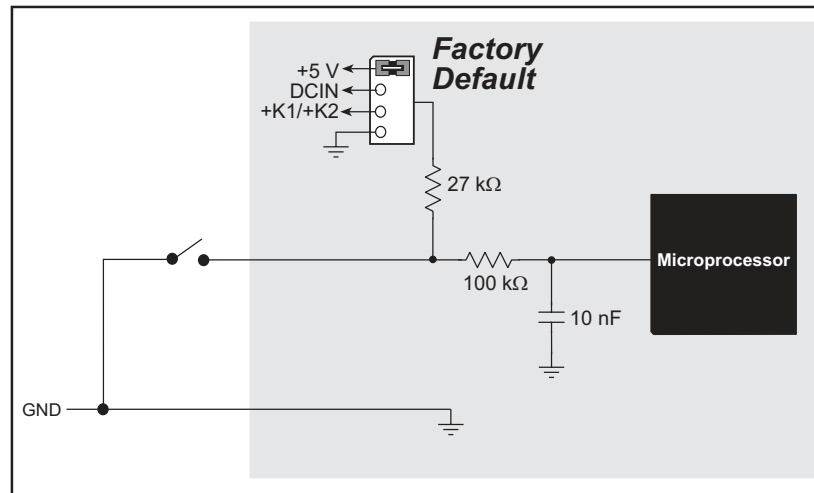 Factory
Default
+5 V
DCIN
+K1/+K2
27 kΩ
Microprocessor
100 kΩ
10 nF
GND